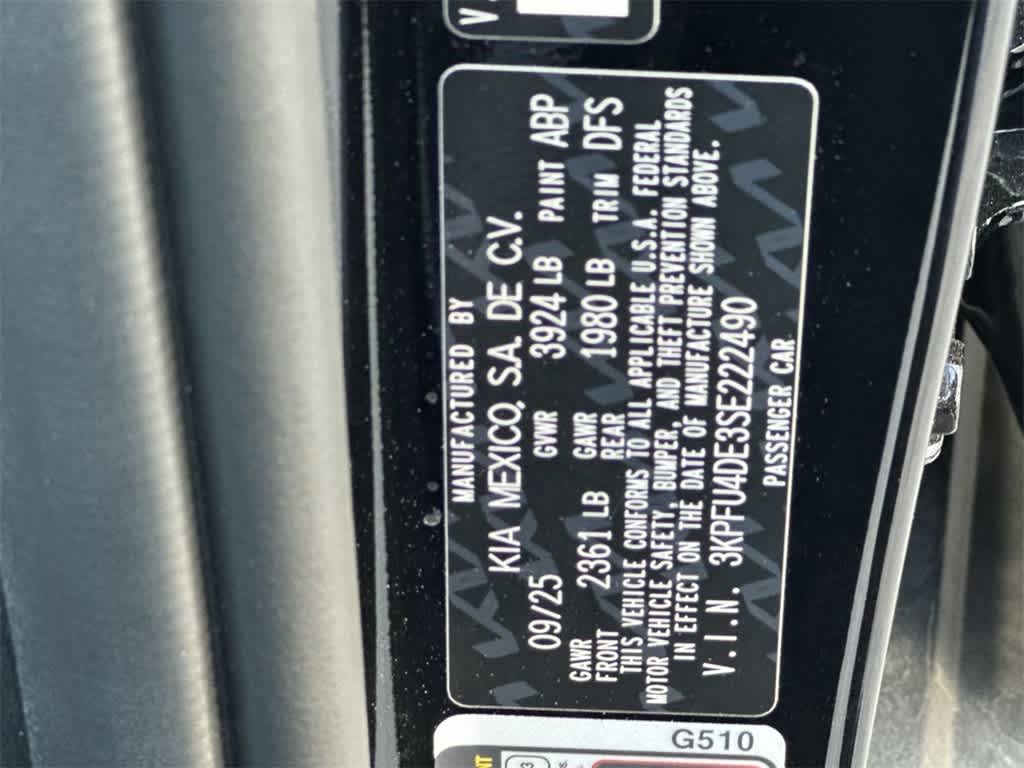 MANUFACTURED BY
KIA MEXICO, S.A. DE C.V.
09/25 GVWR 3924 LB PAINT ABP
GAWR FRONT 2361 LB GAWR REAR 1980 LB TRIM DFS
THIS VEHICLE CONFORMS TO ALL APPLICABLE U.S.A. FEDERAL
MOTOR VEHICLE SAFETY, BUMPER, AND THEFT PREVENTION STANDARDS
IN EFFECT ON THE DATE OF MANUFACTURE SHOWN ABOVE.
V.I.N. 3KPFU4DE3SE222490
PASSENGER CAR
G510